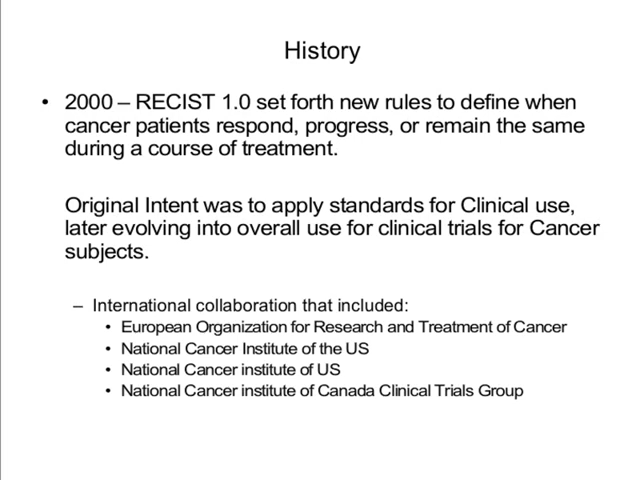 History
• 2000 – RECIST 1.0 set forth new rules to define when
cancer patients respond, progress, or remain the same
during a course of treatment.
Original Intent was to apply standards for Clinical use,
later evolving into overall use for clinical trials for Cancer
subjects.
– International collaboration that included:
• European Organization for Research and Treatment of Cancer
• National Cancer Institute of the US
• National Cancer institute of US
• National Cancer institute of Canada Clinical Trials Group